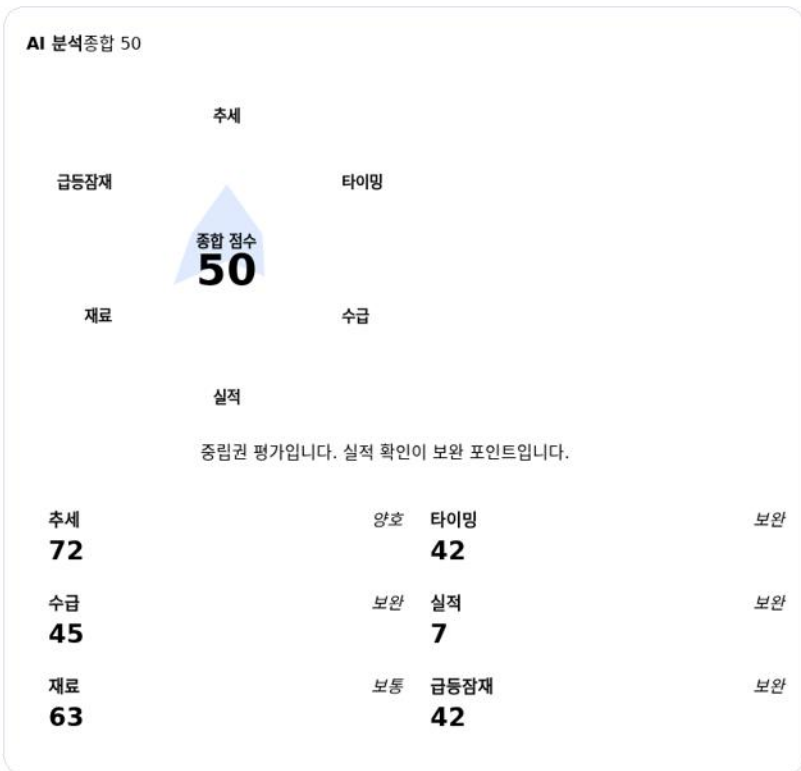 AI 분석종합 50
추세
급등잠재
타이밍
종합 점수
50
재료
수급
실적
중립권 평가입니다. 실적 확인이 보완 포인트입니다.
추세 양호
72
타이밍 보완
42
수급 보완
45
실적 보완
7
재료 보통
63
급등잠재 보완
42